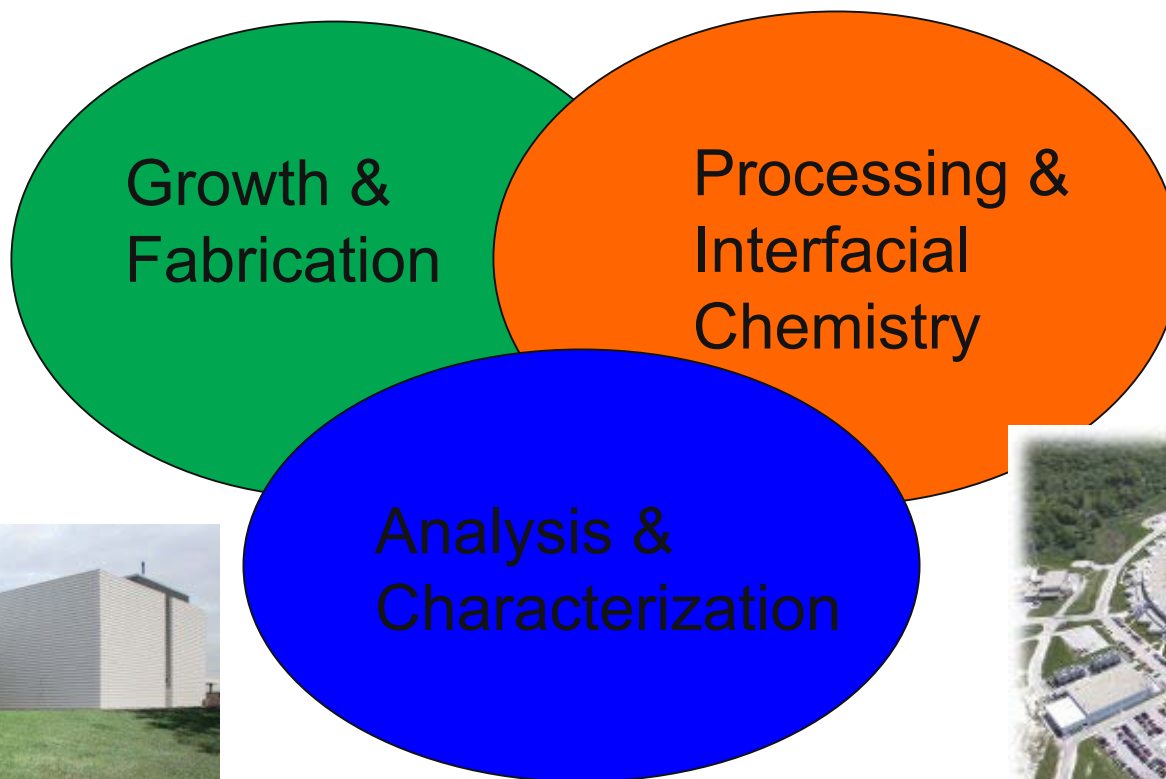 Growth &
Fabrication
Processing &
Interfacial
Chemistry
Analysis &
Characterization